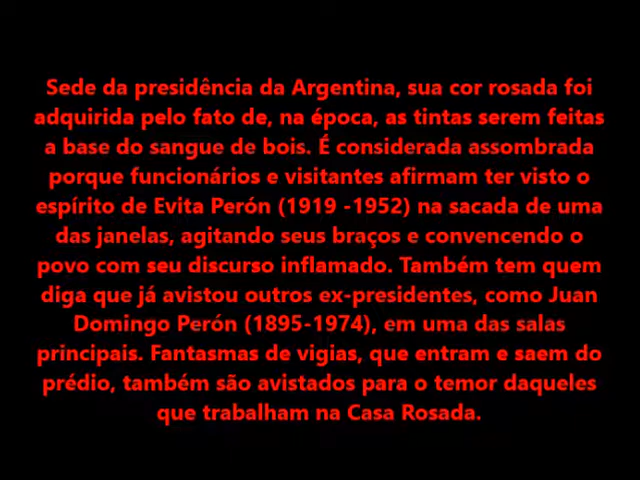 Sede da presidência da Argentina, sua cor rosada foi
adquirida pelo fato de, na época, as tintas serem feitas
a base do sangue de bois. É considerada assombrada
porque funcionários e visitantes afirmam ter visto o
espírito de Evita Perón (1919 -1952) na sacada de uma
das janelas, agitando seus braços e convencendo o
povo com seu discurso inflamado. Também tem quem
diga que já avistou outros ex-presidentes, como Juan
Domingo Perón (1895-1974), em uma das salas
principais. Fantasmas de vigias, que entram e saem do
prédio, também são avistados para o temor daqueles
que trabalham na Casa Rosada.